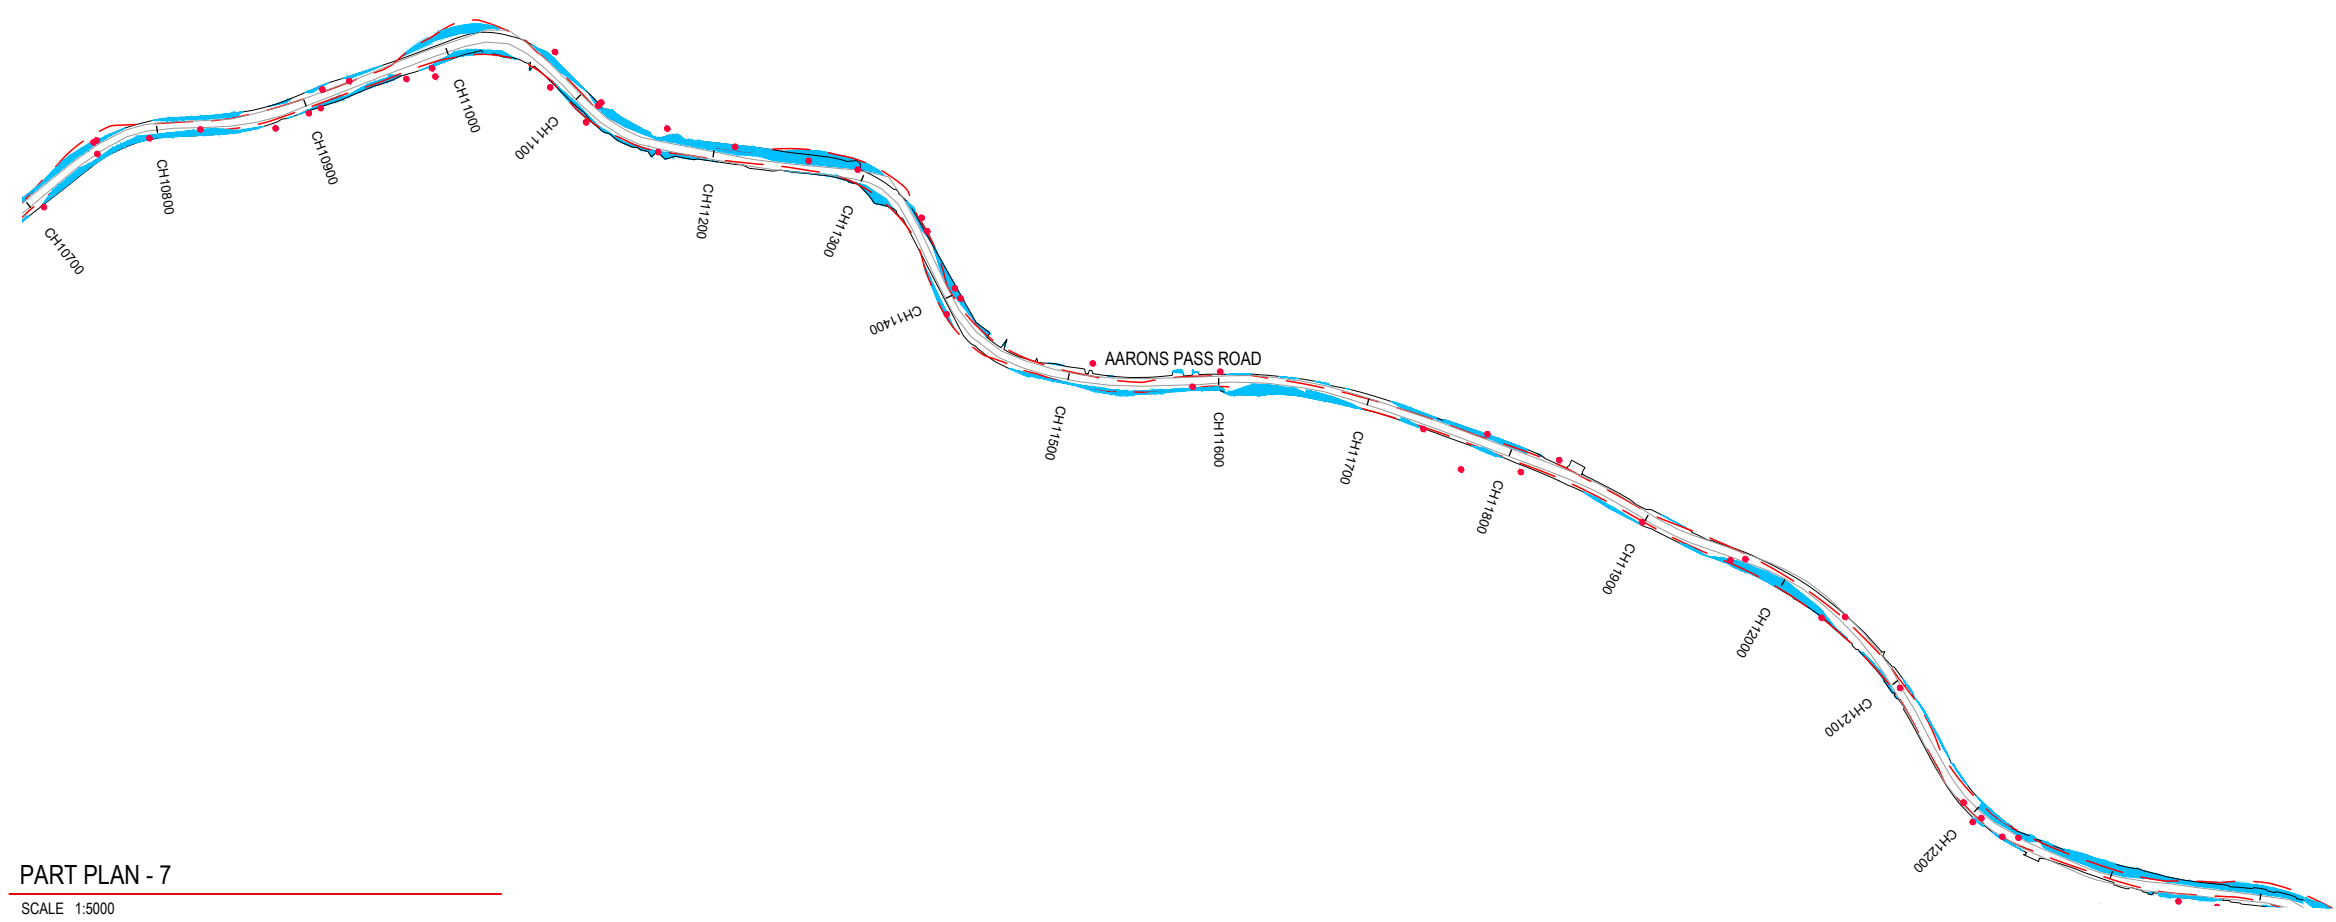 CH10700
CH10800
CH10900
CH11000
CH11100
CH11200
CH11300
CH11400
AARONS PASS ROAD
CH11500
CH11600
CH11700
CH11800
CH11900
CH12000
CH12100
CH12200
PART PLAN - 7
SCALE 1:5000